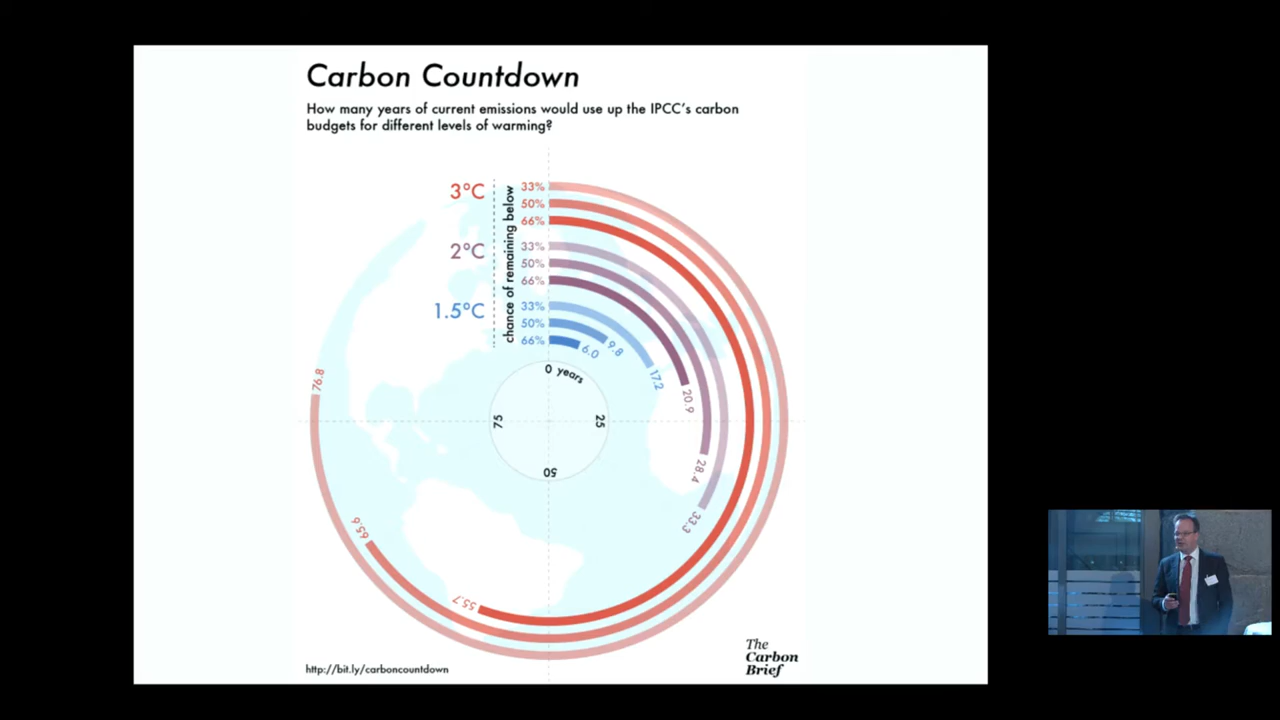 Carbon Countdown
How many years of current emissions would use up the IPCC's carbon
budgets for different levels of warming?
3°C
33%
50%
66%
2°C
33%
50%
66%
1.5°C
33%
50%
66%
chance of remaining below
6.0
9.8
17.2
20.9
28.4
33.3
55.7
65.6
76.8
0 years
25
50
75
http://bit.ly/carboncountdown
The
Carbon
Brief